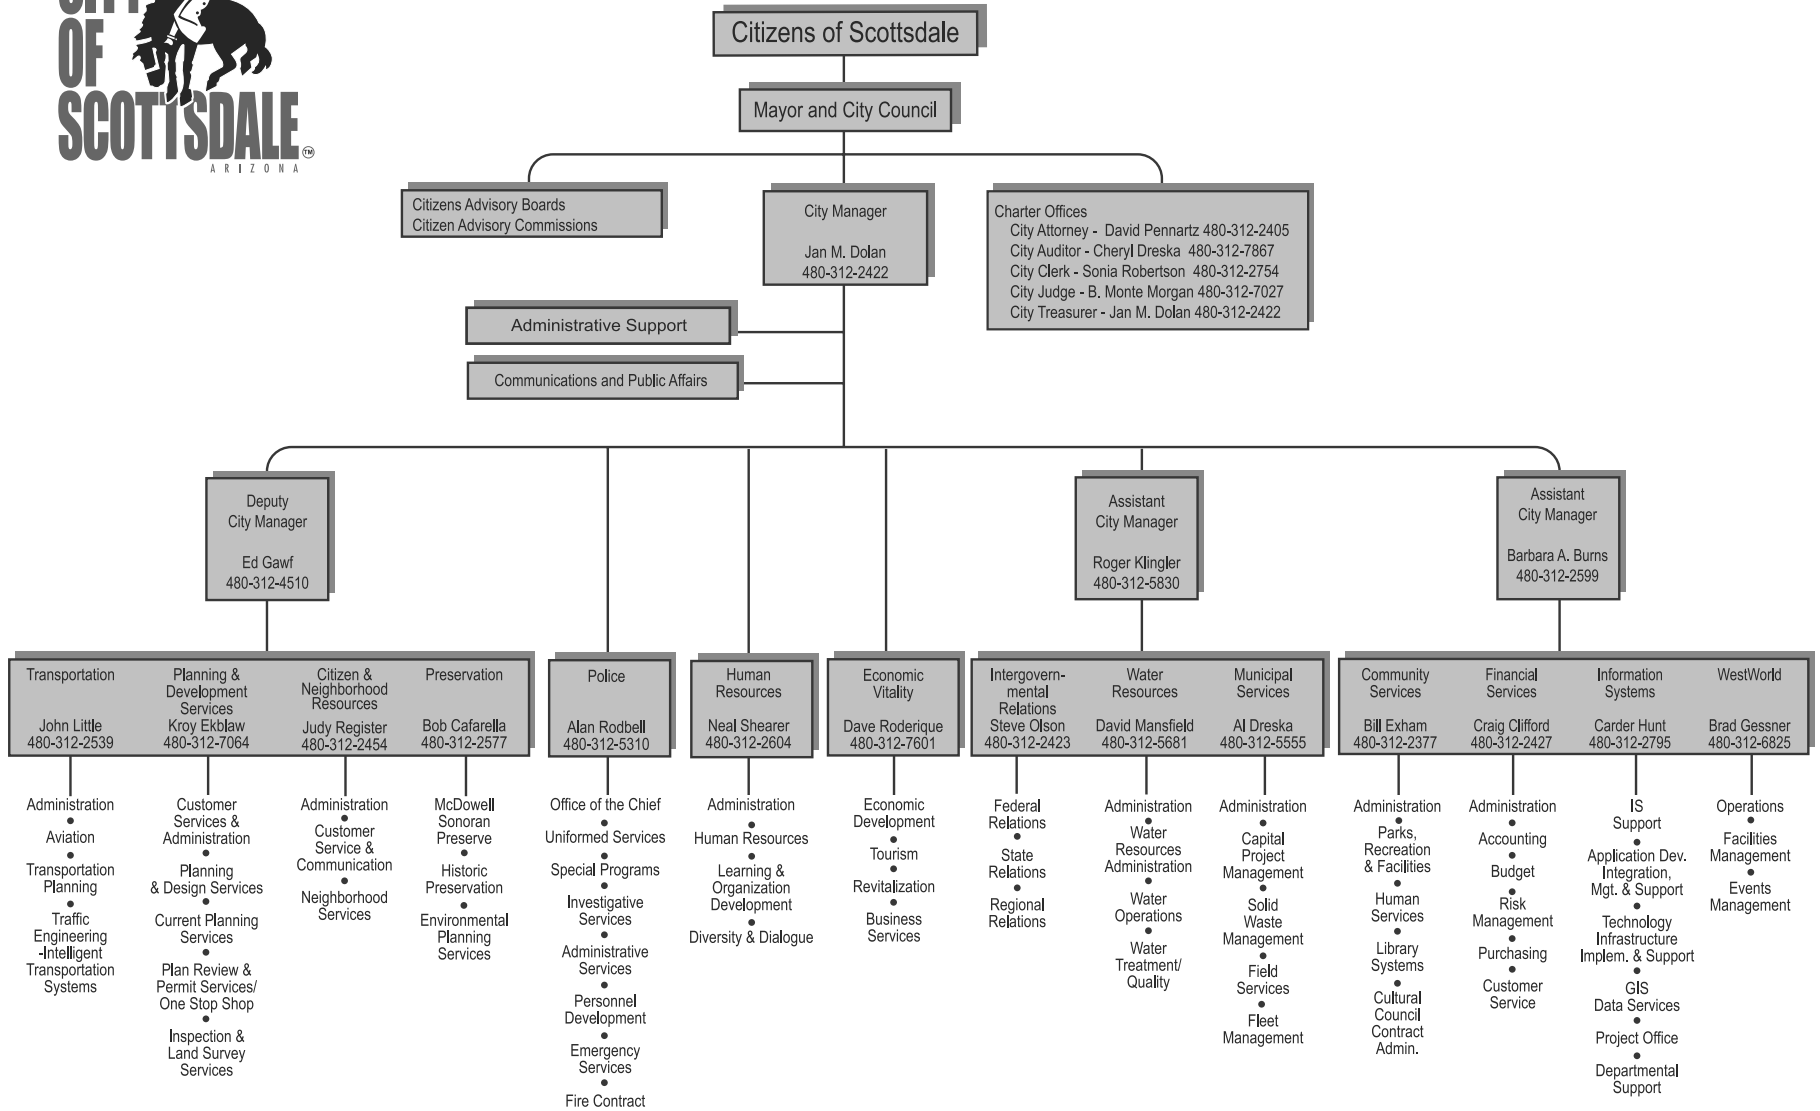 CITY
OF
SCOTTSDALE TM
ARIZONA
Citizens of Scottsdale
Mayor and City Council
Citizens Advisory Boards
Citizen Advisory Commissions
City Manager
Jan M. Dolan
480-312-2422
Charter Offices
City Attorney - David Pennartz 480-312-2405
City Auditor - Cheryl Dreska 480-312-7867
City Clerk - Sonia Robertson 480-312-2754
City Judge - B. Monte Morgan 480-312-7027
City Treasurer - Jan M. Dolan 480-312-2422
Administrative Support
Communications and Public Affairs
Deputy
City Manager
Ed Gawf
480-312-4510
Assistant
City Manager
Roger Klingler
480-312-5830
Assistant
City Manager
Barbara A. Burns
480-312-2599
Transportation
John Little
480-312-2539
Administration
•
Aviation
•
Transportation
Planning
•
Traffic
Engineering
-Intelligent
Transportation
Systems
Planning &
Development
Services
Kroy Ekblaw
480-312-7064
Customer
Services &
Administration
•
Planning
& Design Services
•
Current Planning
Services
•
Plan Review &
Permit Services/
One Stop Shop
•
Inspection &
Land Survey
Services
Citizen &
Neighborhood
Resources
Judy Register
480-312-2454
Administration
•
Customer
Service &
Communication
•
Neighborhood
Services
Preservation
Bob Cafarella
480-312-2577
McDowell
Sonoran
Preserve
•
Historic
Preservation
•
Environmental
Planning
Services
Police
Alan Rodbell
480-312-5310
Office of the Chief
•
Uniformed Services
•
Special Programs
•
Investigative
Services
•
Administrative
Services
•
Personnel
Development
•
Emergency
Services
•
Fire Contract
Human
Resources
Neal Shearer
480-312-2604
Administration
•
Human Resources
•
Learning &
Organization
Development
•
Diversity & Dialogue
Economic
Vitality
Dave Roderique
480-312-7601
Economic
Development
•
Tourism
•
Revitalization
•
Business
Services
Intergovern-
mental
Relations
Steve Olson
480-312-2423
Federal
Relations
•
State
Relations
•
Regional
Relations
Water
Resources
David Mansfield
480-312-5681
Administration
•
Water
Resources
Administration
•
Water
Operations
•
Water
Treatment/
Quality
Municipal
Services
Al Dreska
480-312-5555
Administration
•
Capital
Project
Management
•
Solid
Waste
Management
•
Field
Services
•
Fleet
Management
Community
Services
Bill Exham
480-312-2377
Administration
•
Parks,
Recreation
& Facilities
•
Human
Services
•
Library
Systems
•
Cultural
Council
Contract
Admin.
Financial
Services
Craig Clifford
480-312-2427
Administration
•
Accounting
•
Budget
•
Risk
Management
•
Purchasing
•
Customer
Service
Information
Systems
Carder Hunt
480-312-2795
IS
Support
•
Application Dev.
Integration,
Mgt. & Support
•
Technology
Infrastructure
Implem. & Support
•
GIS
Data Services
•
Project Office
•
Departmental
Support
WestWorld
Brad Gessner
480-312-6825
Operations
•
Facilities
Management
•
Events
Management